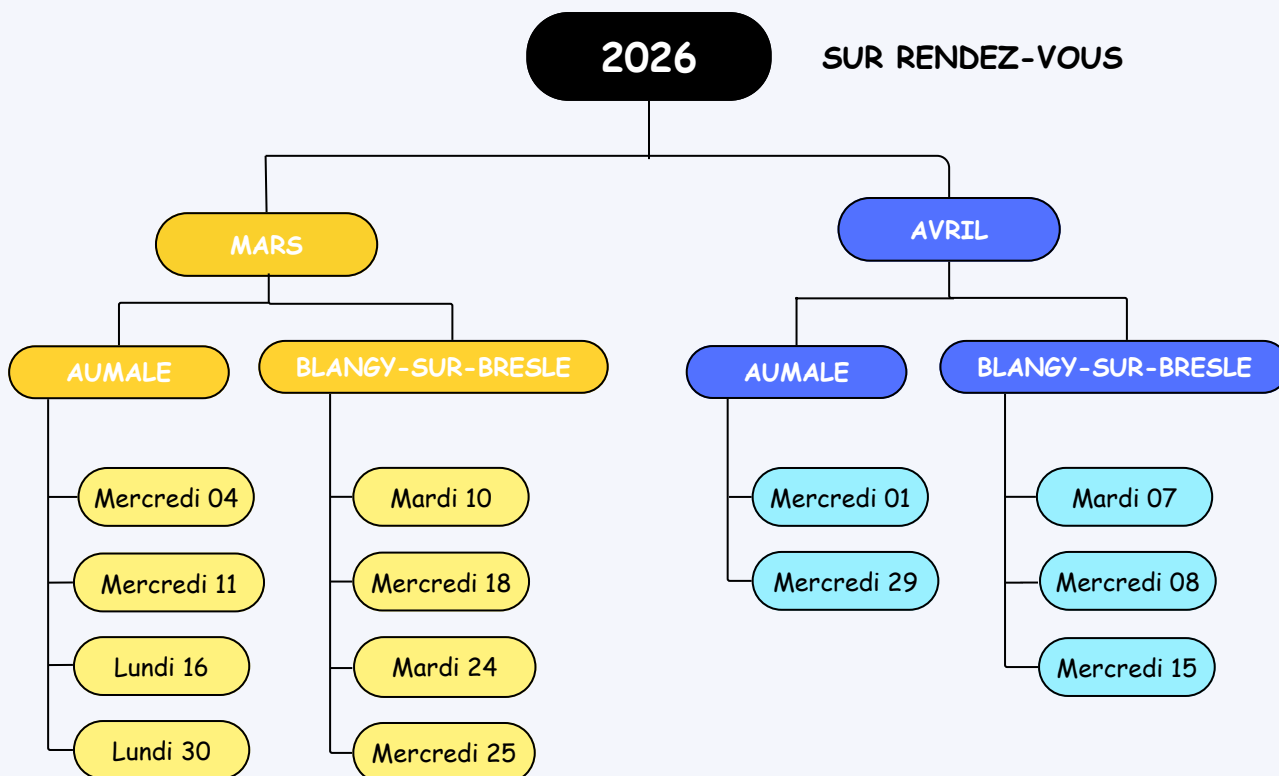 2026
SUR RENDEZ-VOUS
MARS
AUMALE
Mercredi 04
Mercredi 11
Lundi 16
Lundi 30
BLANGY-SUR-BRESLE
Mardi 10
Mercredi 18
Mardi 24
Mercredi 25
AVRIL
AUMALE
Mercredi 01
Mercredi 29
BLANGY-SUR-BRESLE
Mardi 07
Mercredi 08
Mercredi 15